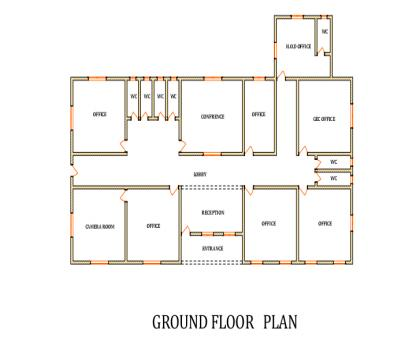 WC
H.O.D OFFICE
OFFICE
WC
WC
WC
WC
CONFRENCE
OFFICE
GEC OFFICE
WC
LOBBY
WC
CAMERA ROOM
OFFICE
RECEPTION
OFFICE
OFFICE
ENTRANCE
GROUND FLOOR PLAN